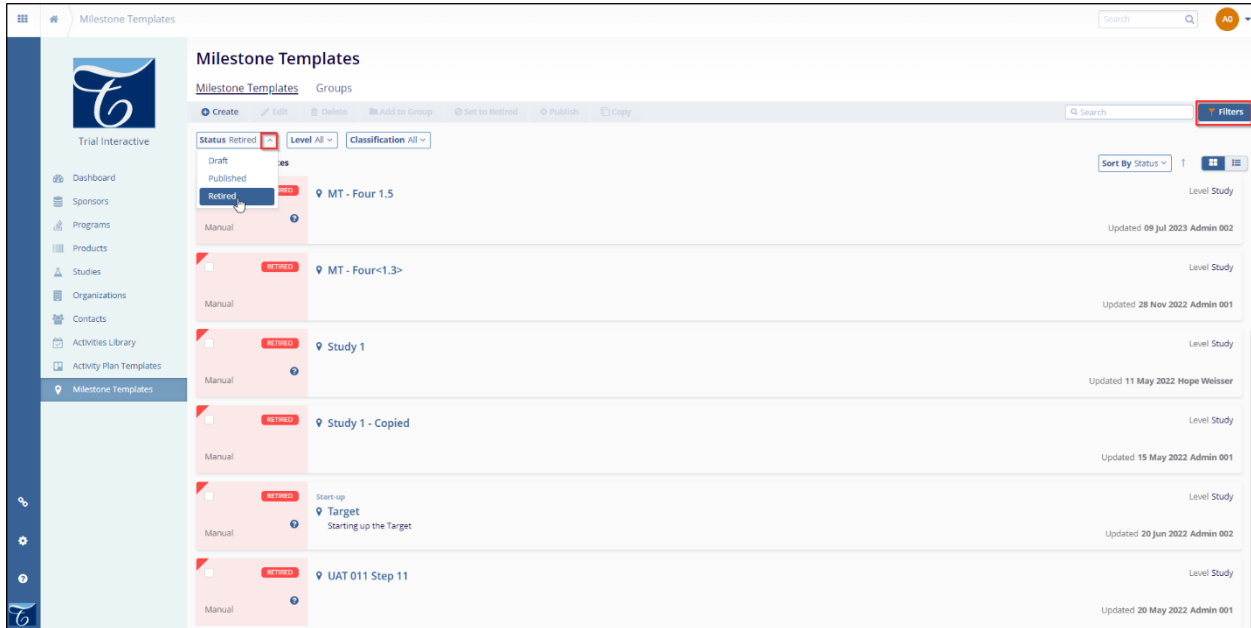 Milestone Templates
Search
A0
Trial Interactive
Dashboard
Sponsors
Programs
Products
Studies
Organizations
Contacts
Activities Library
Activity Plan Templates
Milestone Templates
Milestone Templates
Milestone Templates Groups
Create Edit Delete Add to Group Set to Retired Publish Copy
Search
Filters
Status Retired Level All Classification All
Draft
Published
Retired
es
Sort By Status
RED
MT - Four 1.5
Level Study
Manual
Updated 09 Jul 2023 Admin 002
RETIRED
MT - Four<1.3>
Level Study
Manual
Updated 28 Nov 2022 Admin 001
RETIRED
Study 1
Level Study
Manual
Updated 11 May 2022 Hope Weisser
RETIRED
Study 1 - Copied
Level Study
Manual
Updated 15 May 2022 Admin 001
RETIRED
Start-up
Target
Starting up the Target
Level Study
Manual
Updated 20 Jun 2022 Admin 002
RETIRED
UAT 011 Step 11
Level Study
Manual
Updated 20 May 2022 Admin 001